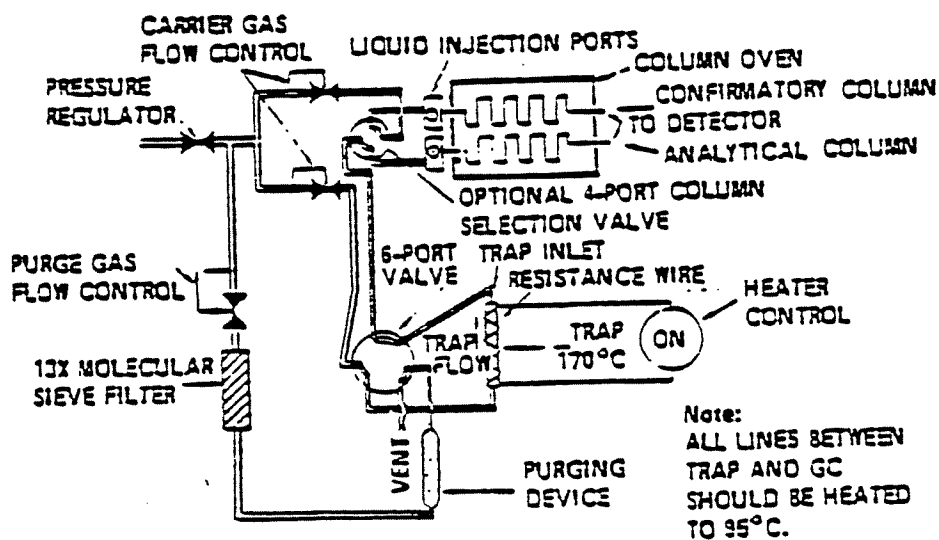 CARRIER GAS
FLOW CONTROL
LIQUID INJECTION PORTS
COLUMN OVEN
PRESSURE
REGULATOR
CONFIRMATORY COLUMN
TO DETECTOR
ANALYTICAL COLUMN
OPTIONAL 4-PORT COLUMN
SELECTION VALVE
PURGE GAS
FLOW CONTROL
6-PORT
VALVE
TRAP INLET
RESISTANCE WIRE
HEATER
CONTROL
ON
TRAP
FLOW
TRAP
170°C
13X MOLECULAR
SIEVE FILTER
VENT
PURGING
DEVICE
Note:
ALL LINES BETWEEN
TRAP AND GC
SHOULD BE HEATED
TO 95°C.